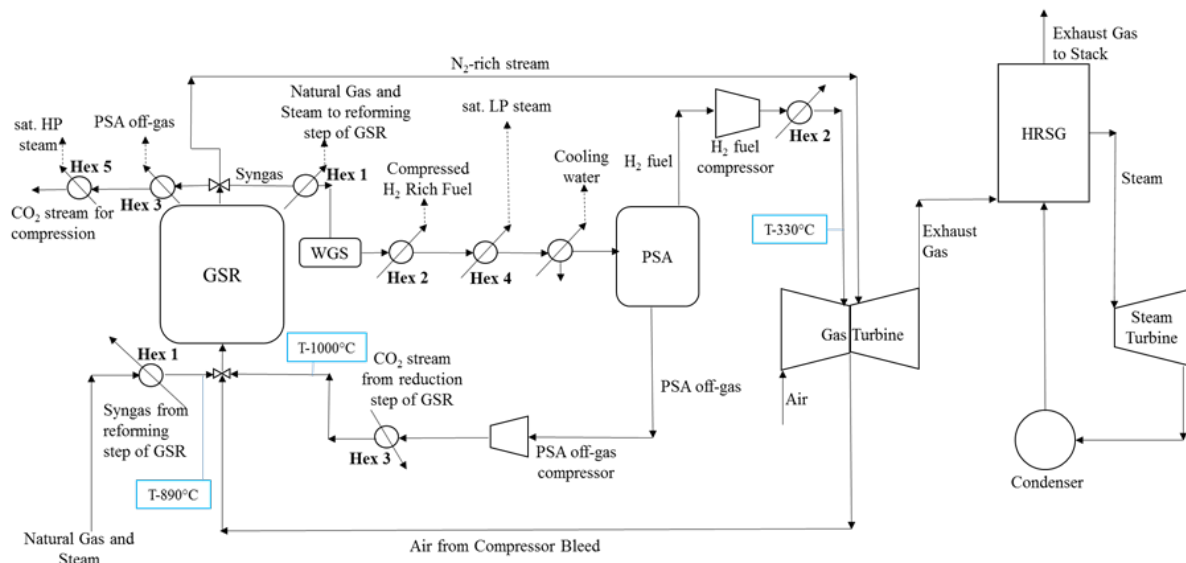 N₂-rich stream
Exhaust Gas
to Stack
Natural Gas and
Steam to reforming
step of GSR
sat. LP steam
PSA off-gas
sat. HP
steam
Hex 5
Hex 3
Syngas
Hex 1
CO₂ stream for
compression
Compressed
H₂ Rich Fuel
Cooling
water
H₂ fuel
H₂ fuel
compressor
Hex 2
HRSG
Steam
WGS
Hex 2
Hex 4
PSA
GSR
T-330°C
Exhaust
Gas
Hex 1
T-1000°C
CO₂ stream
from reduction
step of GSR
Gas Turbine
Steam
Turbine
Syngas from
reforming
step of GSR
Hex 3
PSA off-gas
compressor
PSA off-gas
Air
T-890°C
Condenser
Natural Gas and
Steam
Air from Compressor Bleed